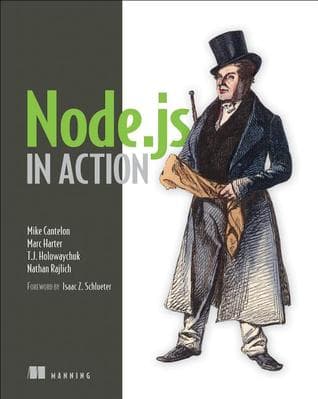 Node.js
IN ACTION
Mike Cantelon
Marc Harter
T.J. Holowaychuk
Nathan Rajlich
FOREWORD BY Isaac Z. Schlueter
MANNING